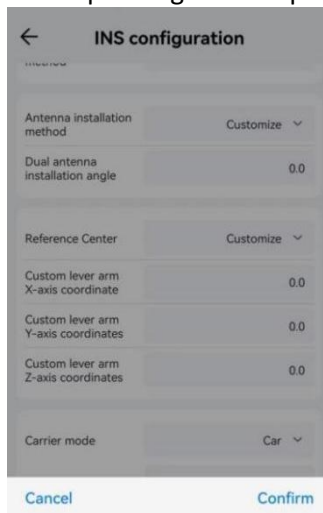 INS configuration
method
Antenna installation
method
Customize
Dual antenna
installation angle
0.0
Reference Center
Customize
Custom lever arm
X-axis coordinate
0.0
Custom lever arm
Y-axis coordinates
0.0
Custom lever arm
Z-axis coordinates
0.0
Carrier mode
Car
Cancel
Confirm